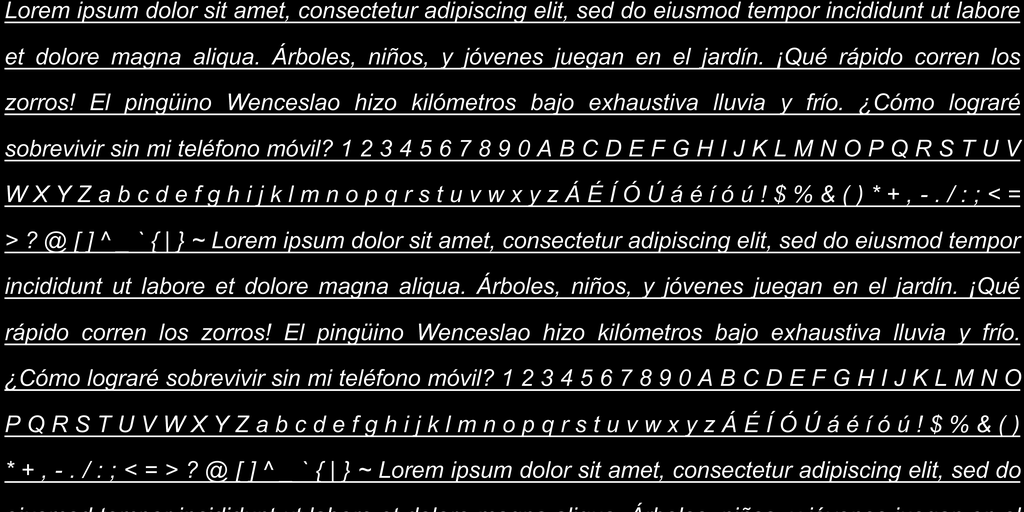 Lorem ipsum dolor sit amet, consectetur adipiscing elit, sed do eiusmod tempor incididunt ut labore
et dolore magna aliqua. Árboles, niños, y jóvenes juegan en el jardín. ¡Qué rápido corren los
zorros! El pingüino Wenceslao hizo kilómetros bajo exhaustiva lluvia y frío. ¿Cómo lograré
sobrevivir sin mi teléfono móvil? 1 2 3 4 5 6 7 8 9 0 A B C D E F G H I J K L M N O P Q R S T U V
W X Y Z a b c d e f g h i j k l m n o p q r s t u v w x y z Á É Í Ó Ú á é í ó ú ! $ % & ( ) * + , - . / : ; < =
> ? @ [ ] ^ _ ` { | } ~ Lorem ipsum dolor sit amet, consectetur adipiscing elit, sed do eiusmod tempor
incididunt ut labore et dolore magna aliqua. Árboles, niños, y jóvenes juegan en el jardín. ¡Qué
rápido corren los zorros! El pingüino Wenceslao hizo kilómetros bajo exhaustiva lluvia y frío.
¿Cómo lograré sobrevivir sin mi teléfono móvil? 1 2 3 4 5 6 7 8 9 0 A B C D E F G H I J K L M N O
P Q R S T U V W X Y Z a b c d e f g h i j k l m n o p q r s t u v w x y z Á É Í Ó Ú á é í ó ú ! $ % & ( )
* + , - . / : ; < = > ? @ [ ] ^ _ ` { | } ~ Lorem ipsum dolor sit amet, consectetur adipiscing elit, sed do